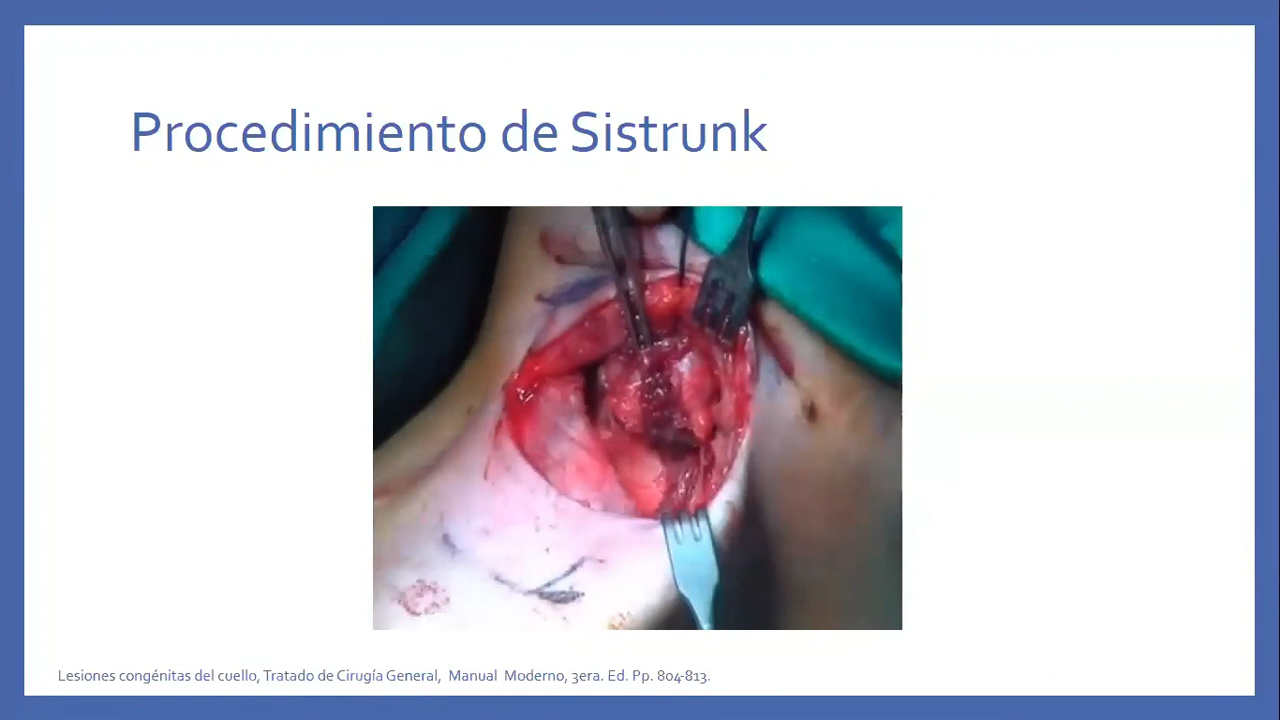 Procedimiento de Sistrunk
Lesiones congénitas del cuello, Tratado de Cirugía General, Manual Moderno, 3era. Ed. Pp. 804-813.